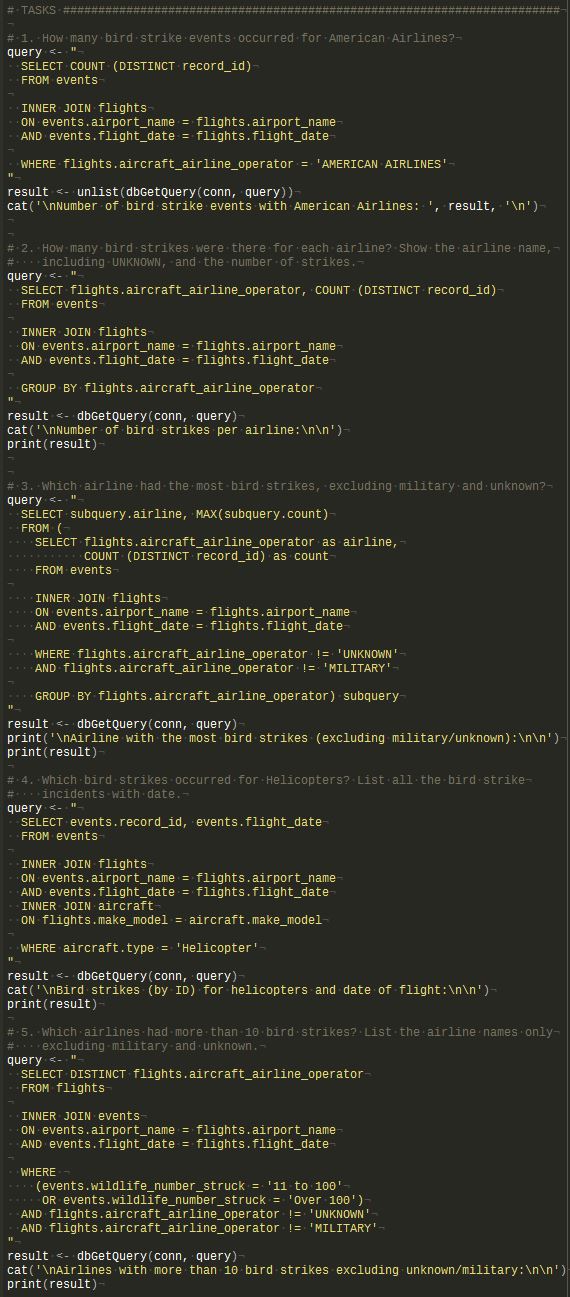 # TASKS #######################################################################

# 1. How many bird strike events occurred for American Airlines?
query <- "
  SELECT COUNT (DISTINCT record_id)
  FROM events

  INNER JOIN flights
  ON events.airport_name = flights.airport_name
  AND events.flight_date = flights.flight_date

  WHERE flights.aircraft_airline_operator = 'AMERICAN AIRLINES'
"
result <- unlist(dbGetQuery(conn, query))
cat('\nNumber of bird strike events with American Airlines: ', result, '\n')


# 2. How many bird strikes were there for each airline? Show the airline name,
#    including UNKNOWN, and the number of strikes.
query <- "
  SELECT flights.aircraft_airline_operator, COUNT (DISTINCT record_id)
  FROM events

  INNER JOIN flights
  ON events.airport_name = flights.airport_name
  AND events.flight_date = flights.flight_date

  GROUP BY flights.aircraft_airline_operator
"
result <- dbGetQuery(conn, query)
cat('\nNumber of bird strikes per airline:\n\n')
print(result)


# 3. Which airline had the most bird strikes, excluding military and unknown?
query <- "
  SELECT subquery.airline, MAX(subquery.count)
  FROM (
    SELECT flights.aircraft_airline_operator as airline,
           COUNT (DISTINCT record_id) as count
    FROM events

    INNER JOIN flights
    ON events.airport_name = flights.airport_name
    AND events.flight_date = flights.flight_date

    WHERE flights.aircraft_airline_operator != 'UNKNOWN'
    AND flights.aircraft_airline_operator != 'MILITARY'

    GROUP BY flights.aircraft_airline_operator) subquery
"
result <- dbGetQuery(conn, query)
print('\nAirline with the most bird strikes (excluding military/unknown):\n\n')
print(result)

# 4. Which bird strikes occurred for Helicopters? List all the bird strike
#    incidents with date.
query <- "
  SELECT events.record_id, events.flight_date
  FROM events

  INNER JOIN flights
  ON events.airport_name = flights.airport_name
  AND events.flight_date = flights.flight_date
  INNER JOIN aircraft
  ON flights.make_model = aircraft.make_model

  WHERE aircraft.type = 'Helicopter'
"
result <- dbGetQuery(conn, query)
cat('\nBird strikes (by ID) for helicopters and date of flight:\n\n')
print(result)

# 5. Which airlines had more than 10 bird strikes? List the airline names only
#    excluding military and unknown.
query <- "
  SELECT DISTINCT flights.aircraft_airline_operator
  FROM flights

  INNER JOIN events
  ON events.airport_name = flights.airport_name
  AND events.flight_date = flights.flight_date

  WHERE
    (events.wildlife_number_struck = '11 to 100'
     OR events.wildlife_number_struck = 'Over 100')
  AND flights.aircraft_airline_operator != 'UNKNOWN'
  AND flights.aircraft_airline_operator != 'MILITARY'
"
result <- dbGetQuery(conn, query)
cat('\nAirlines with more than 10 bird strikes excluding unknown/military:\n\n')
print(result)